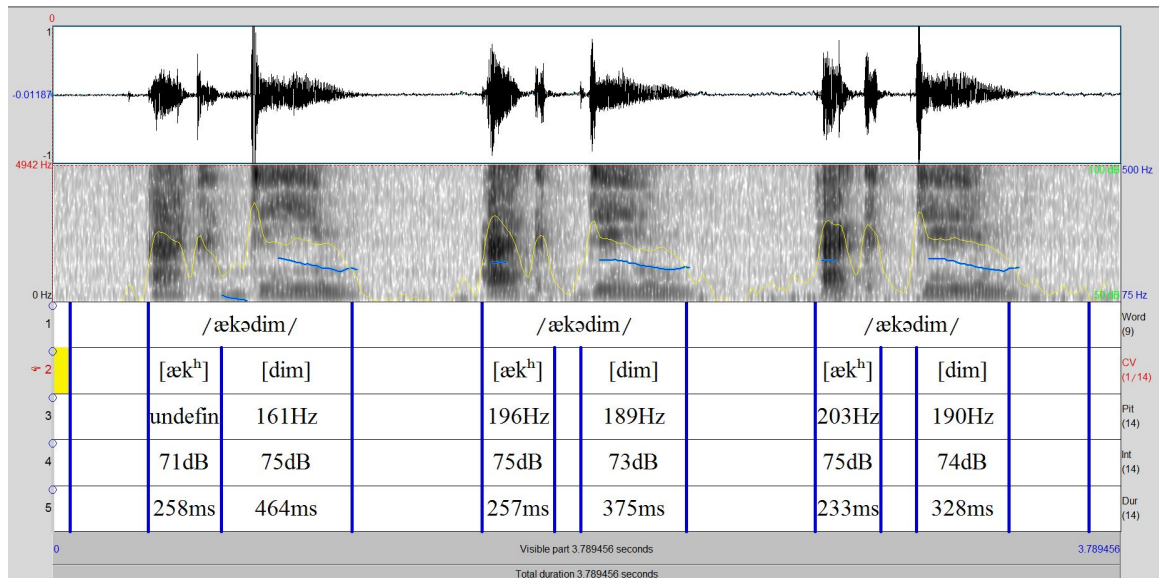 0
1
-0.01187
-1
4942 Hz
100 dB 500 Hz
0 Hz
50 dB 75 Hz
1 /ækədim/ /ækədim/ /ækədim/ Word (9)
2 [ækʰ] [dim] [ækʰ] [dim] [ækʰ] [dim] CV (1/14)
3 undefin 161Hz 196Hz 189Hz 203Hz 190Hz Pit (14)
4 71dB 75dB 75dB 73dB 75dB 74dB Int (14)
5 258ms 464ms 257ms 375ms 233ms 328ms Dur (14)
0 Visible part 3.789456 seconds 3.789456
Total duration 3.789456 seconds